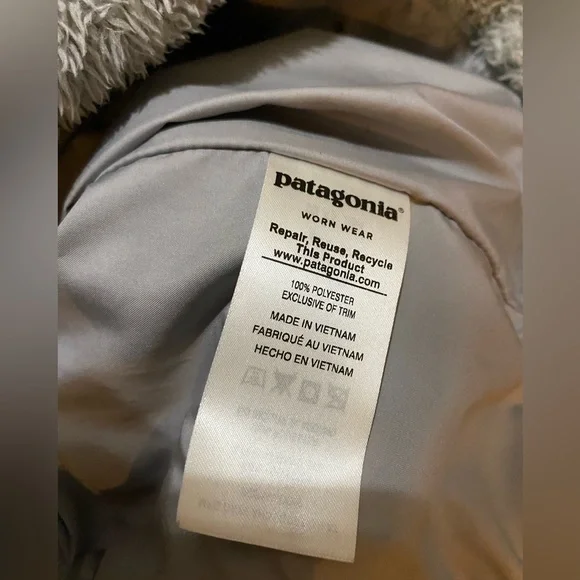 patagonia®
WORN WEAR
Repair, Reuse, Recycle
This Product
www.patagonia.com
100% POLYESTER
EXCLUSIVE OF TRIM
MADE IN VIETNAM
FABRIQUÉ AU VIETNAM
HECHO EN VIETNAM